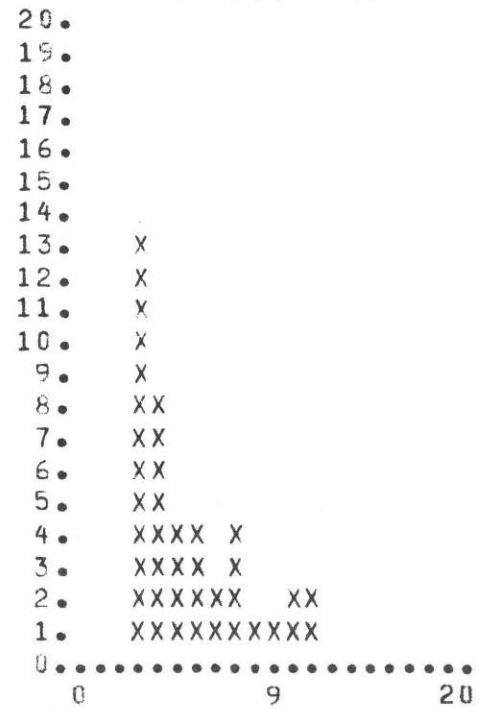 20.
19.
18.
17.
16.
15.
14.
13. X
12. X
11. X
10. X
9. X
8. XX
7. XX
6. XX
5. XX
4. XXXX X
3. XXXX X
2. XXXXXX XX
1. XXXXXXXXXX
0......................
0 9 20